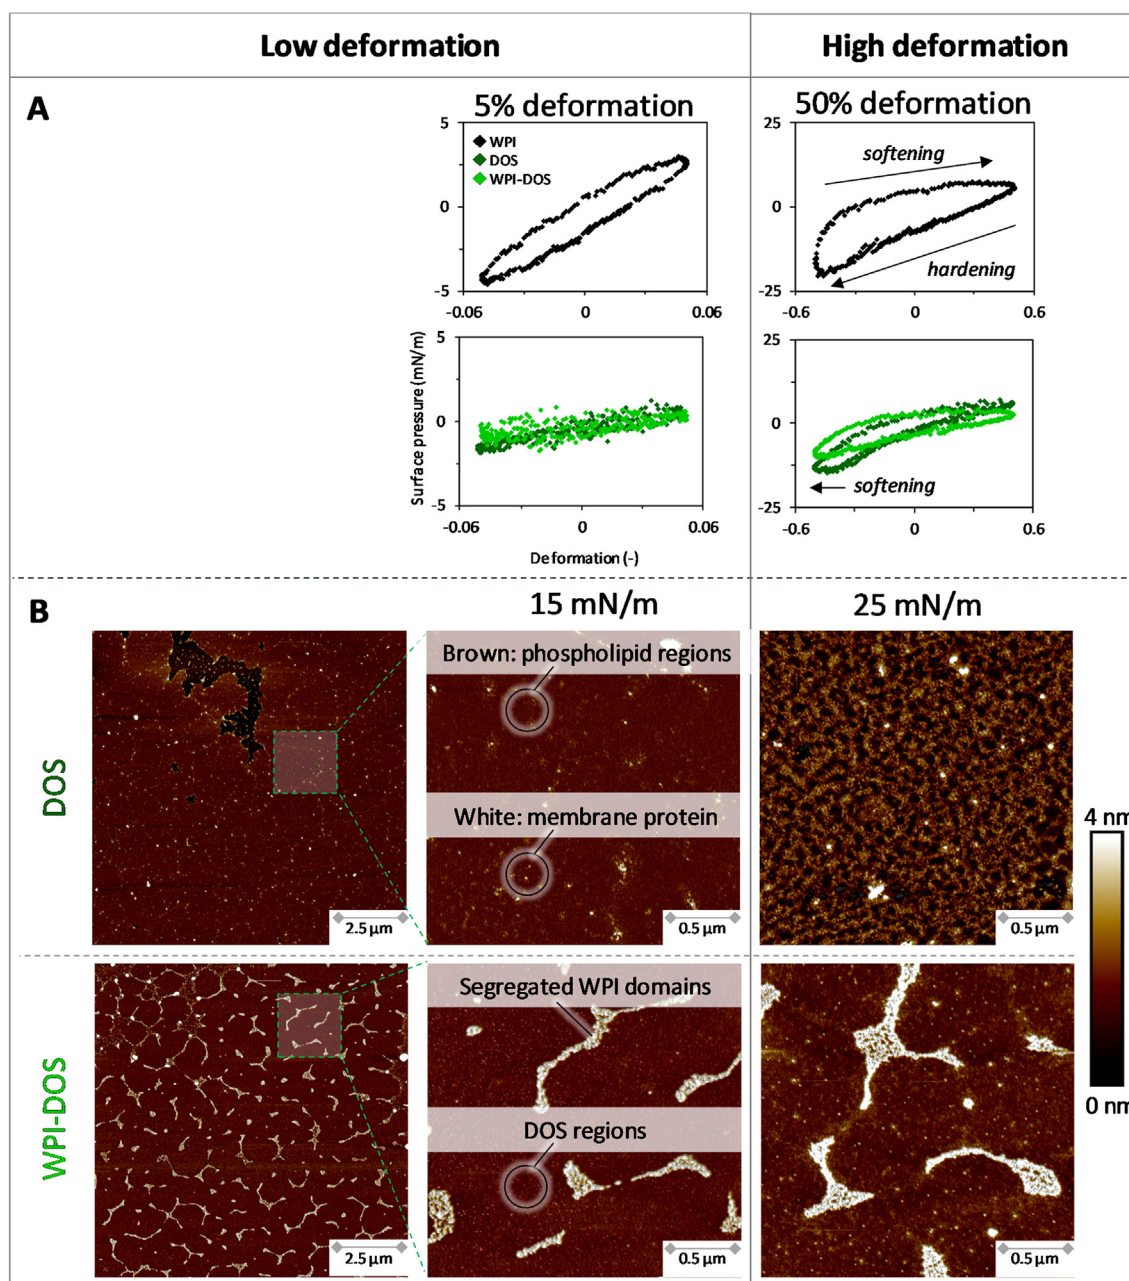 Low deformation
High deformation
A
5% deformation
50% deformation
5
0
-5
WPI
DOS
WPI-DOS
-0.06
0
0.06
25
0
-25
softening
hardening
-0.6
0
0.6
Surface pressure (mN/m)
5
0
-5
-0.06
0
0.06
Deformation (-)
25
0
-25
softening
-0.6
0
0.6
B
15 mN/m
25 mN/m
DOS
2.5 µm
Brown: phospholipid regions
White: membrane protein
0.5 µm
0.5 µm
4 nm
0 nm
WPI-DOS
2.5 µm
Segregated WPI domains
DOS regions
0.5 µm
0.5 µm